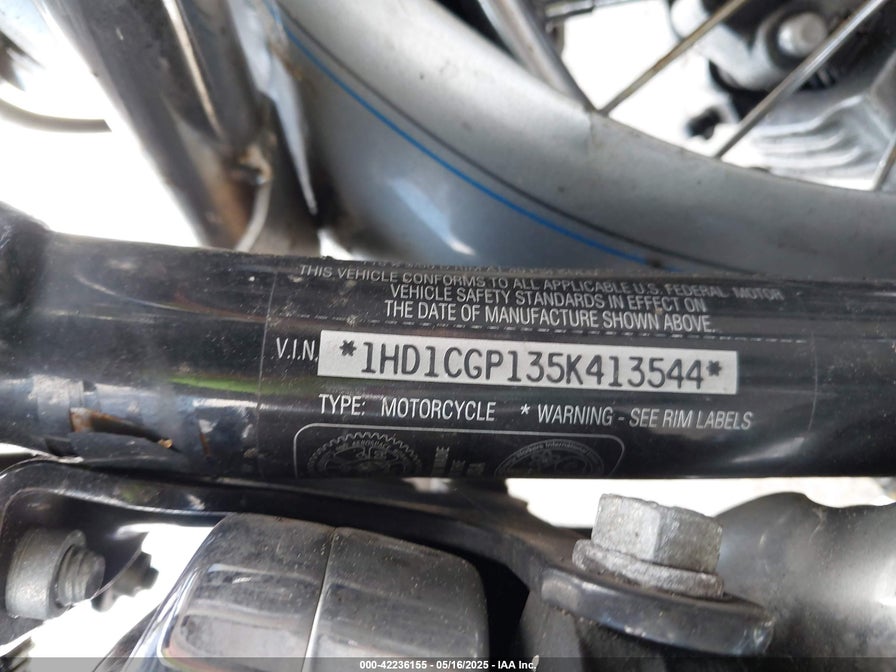 THIS VEHICLE CONFORMS TO ALL APPLICABLE U.S. FEDERAL MOTOR
VEHICLE SAFETY STANDARDS IN EFFECT ON
THE DATE OF MANUFACTURE SHOWN ABOVE.
V.I.N. *1HD1CGP135K413544*
TYPE: MOTORCYCLE * WARNING - SEE RIM LABELS
000-42236155 - 05/16/2025 - IAA Inc.